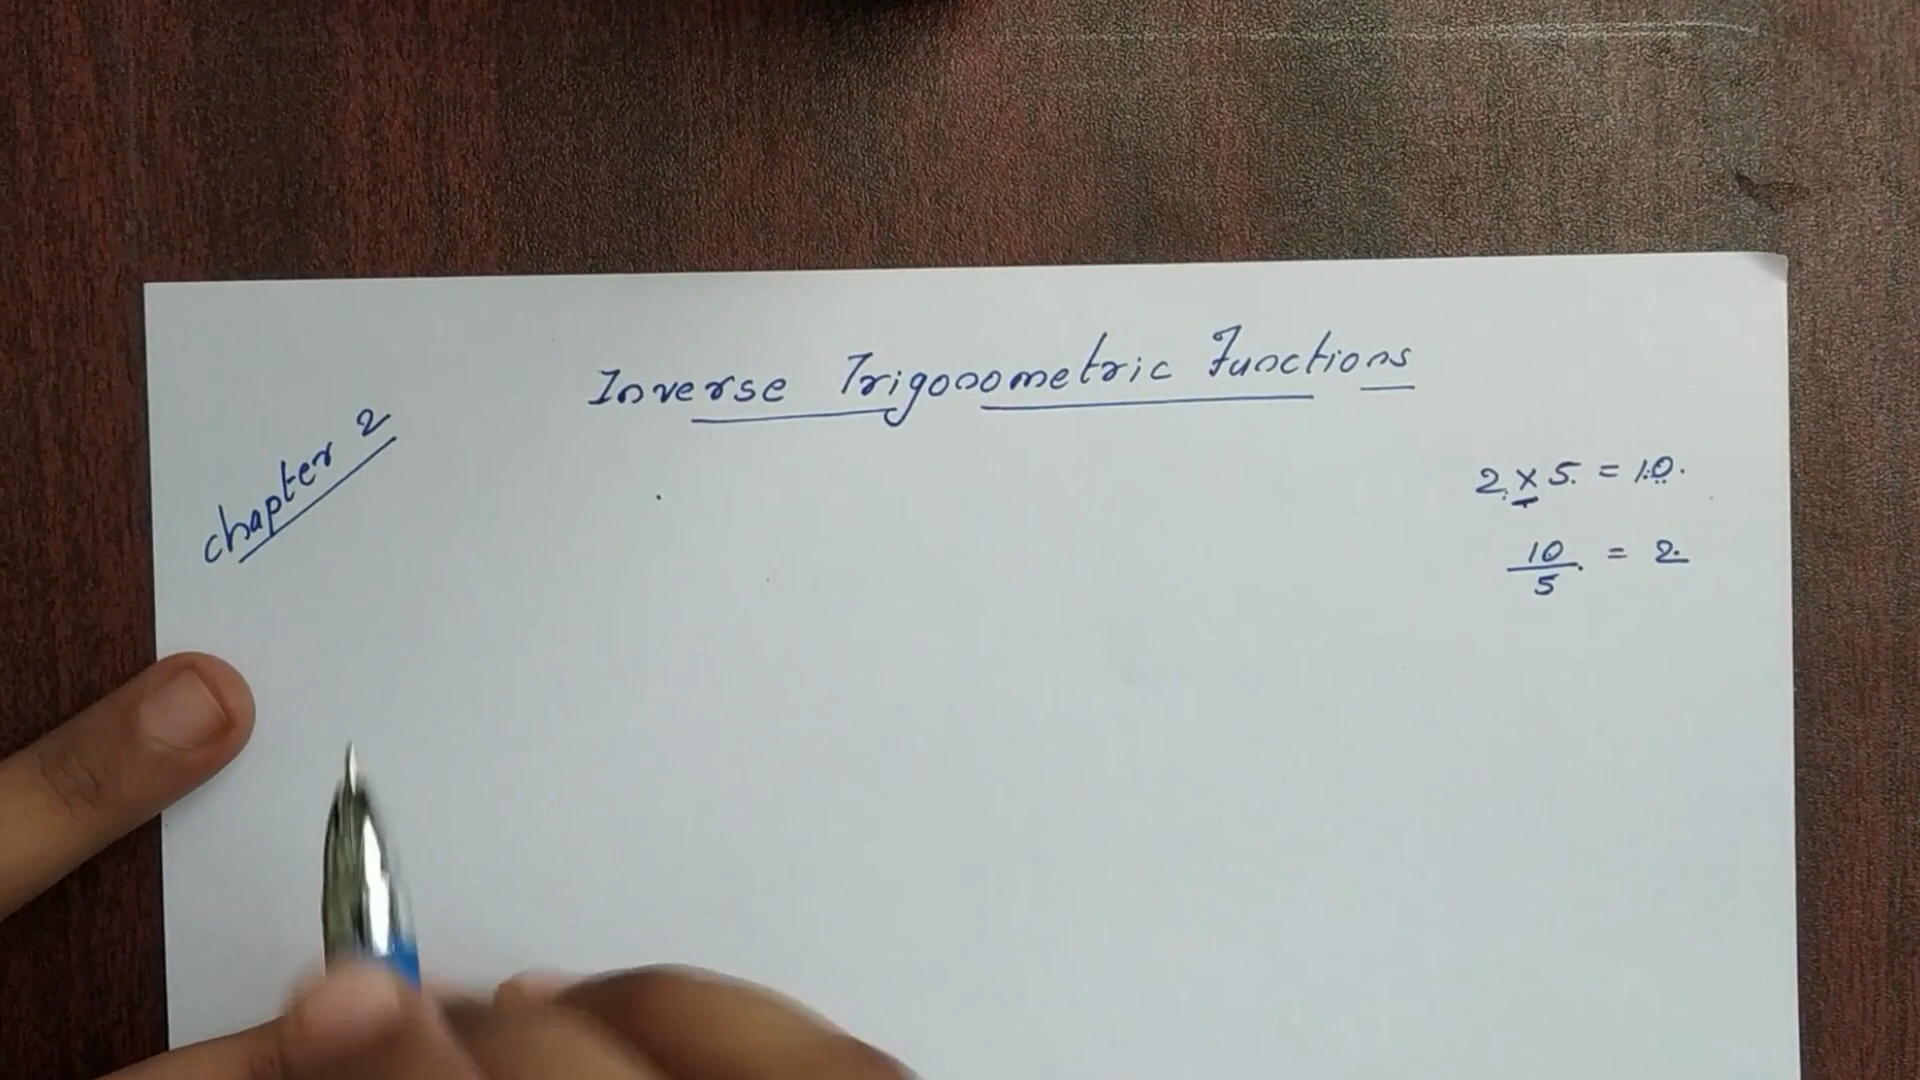 Inverse Trigonometric Functions
chapter 2
2 x 5 = 10.
10/5 = 2